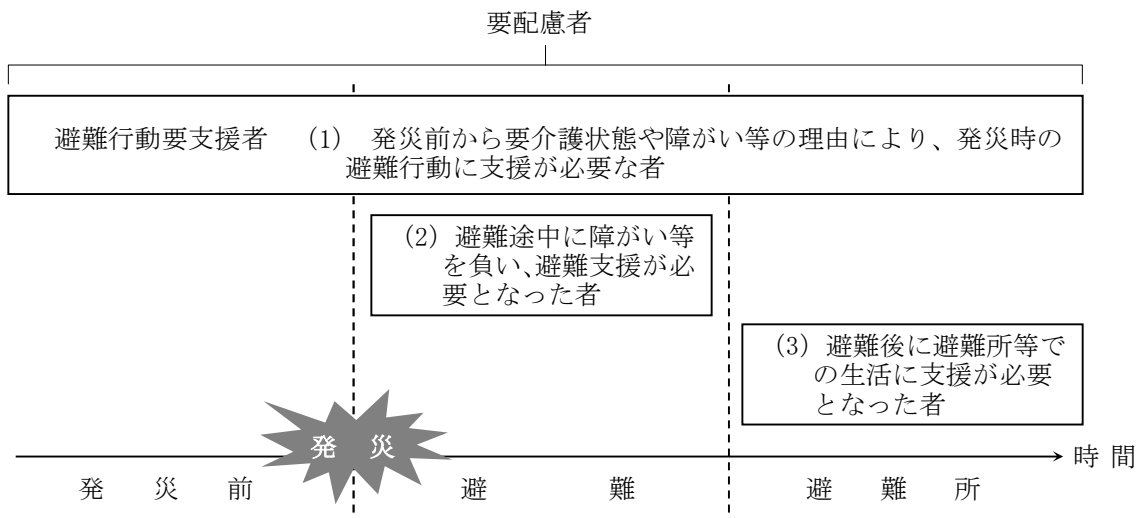 要配慮者
避難行動要支援者 (1) 発災前から要介護状態や障がい等の理由により、発災時の
避難行動に支援が必要な者
(2) 避難途中に障がい等
を負い、避難支援が必
要となった者
(3) 避難後に避難所等で
の生活に支援が必要
となった者
発 災
時 間
発 災 前 避 難 避 難 所